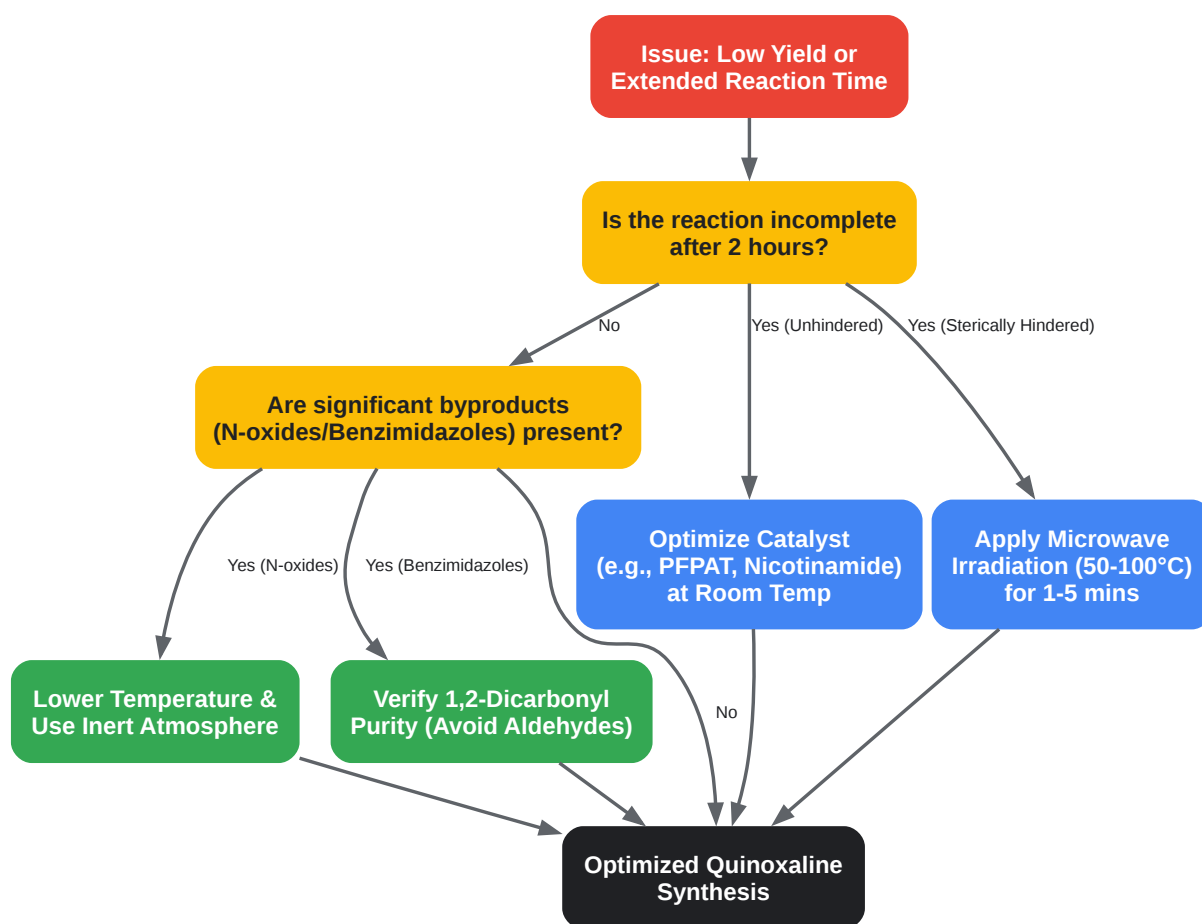 Issue: Low Yield or
Extended Reaction Time
Is the reaction incomplete
after 2 hours?
No
Yes (Unhindered)
Yes (Sterically Hindered)
Are significant byproducts
(N-oxides/Benzimidazoles) present?
Optimize Catalyst
(e.g., PFPAT, Nicotinamide)
at Room Temp
Apply Microwave
Irradiation (50-100°C)
for 1-5 mins
Yes (N-oxides)
Yes (Benzimidazoles)
Lower Temperature &
Use Inert Atmosphere
Verify 1,2-Dicarbonyl
Purity (Avoid Aldehydes)
No
Optimized Quinoxaline
Synthesis